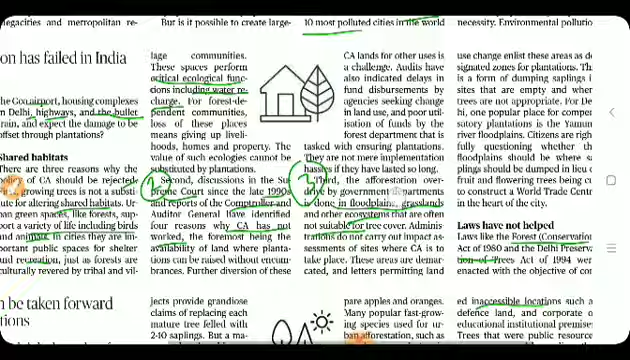 egacities and metropolitan re-
on has failed in India
the Goa airport, housing complexes
n Delhi, highways, and the bullet
train, and expect the damage to be
offset through plantations?
Shared habitats
There are three reasons why the
policy of CA should be rejected.
growing trees is not a substi-
tute for altering shared habitats. Ur-
ban green spaces, like forests, sup-
port a variety of life including birds
and animals. In cities they are im-
portant public spaces for shelter
and recreation, just as forests are
culturally revered by tribal and vil-
n be taken forward
tions
But is it possible to create large-
lage communities.
These spaces perform
critical ecological func-
tions including water re-
charge. For forest-de-
pendent communities,
loss of these places
means giving up liveli-
hoods, homes and property. The
value of such ecologies cannot be
substituted by plantations.
2 Second, discussions in the Su-
preme Court since the late 1990s
and reports of the Comptroller and
Auditor General have identified
four reasons why CA has not
worked, the foremost being the
availability of land where planta-
tions can be raised without encum-
brances. Further diversion of these
jects provide grandiose
claims of replacing each
mature tree felled with
2-10 saplings. But a ma-
10 most polluted cities in the world
CA lands for other uses is
a challenge. Audits have
also indicated delays in
fund disbursements by
agencies seeking change
in land use, and poor util-
isation of funds by the
forest department that is
tasked with ensuring plantations.
They are not mere implementation
hassles if they have lasted so long.
3 Third, the afforestation over-
drive by government departments
is done in floodplains, grasslands
and other ecosystems that are often
not suitable for tree cover. Adminis-
trations do not carry out impact as-
sessments of sites where CA is to
take place. These areas are demar-
cated, and letters permitting land
pare apples and oranges.
Many popular fast-grow-
ing species used for ur-
ban afforestation, such as
necessity. Environmental pollutio
use change enlist these areas as de
signated zones for plantations. Th
is a form of dumping saplings i
sites that are empty and wher
trees are not appropriate. For De
hi, one popular place for compe
satory plantations is the Yamun
river floodplains. Citizens are righ
fully questioning whether th
floodplains should be where
plings should be dumped in lieu
fruit and flowering trees being cu
to construct a World Trade Centr
in the heart of the city.
Laws have not helped
Laws like the Forest (Conservation
Act of 1980 and the Delhi Preserva
tion of Trees Act of 1994 wer
enacted with the objective of con
ed inaccessible locations such a
defence land, and corporate o
educational institutional premise
Trees that were public resource